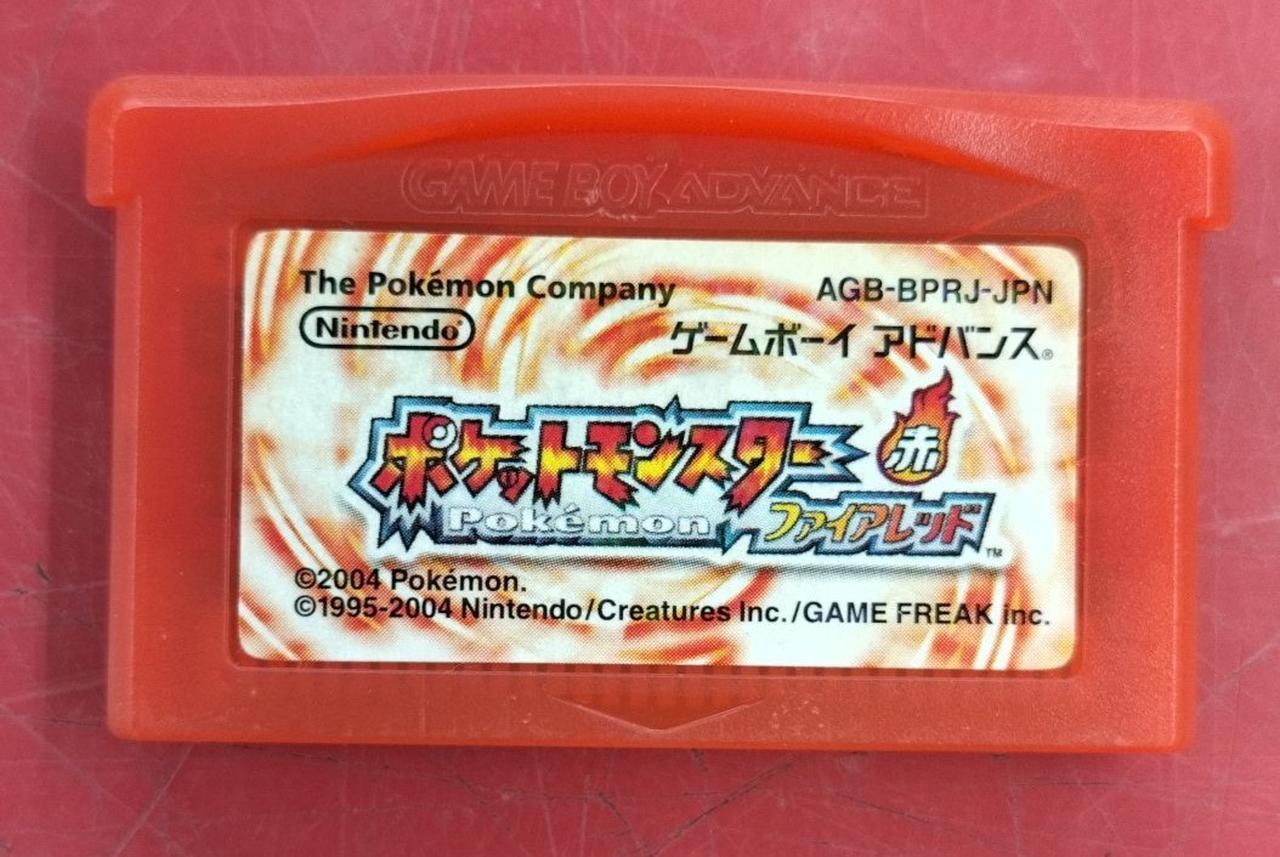 GAME BOY ADVANCE
The Pokémon Company
AGB-BPRJ-JPN
Nintendo®
ゲームボーイ アドバンス®
ポケットモンスター
赤
Pokémon
ファイアレッド™
©2004 Pokémon.
©1995-2004 Nintendo/Creatures Inc./GAME FREAK inc.